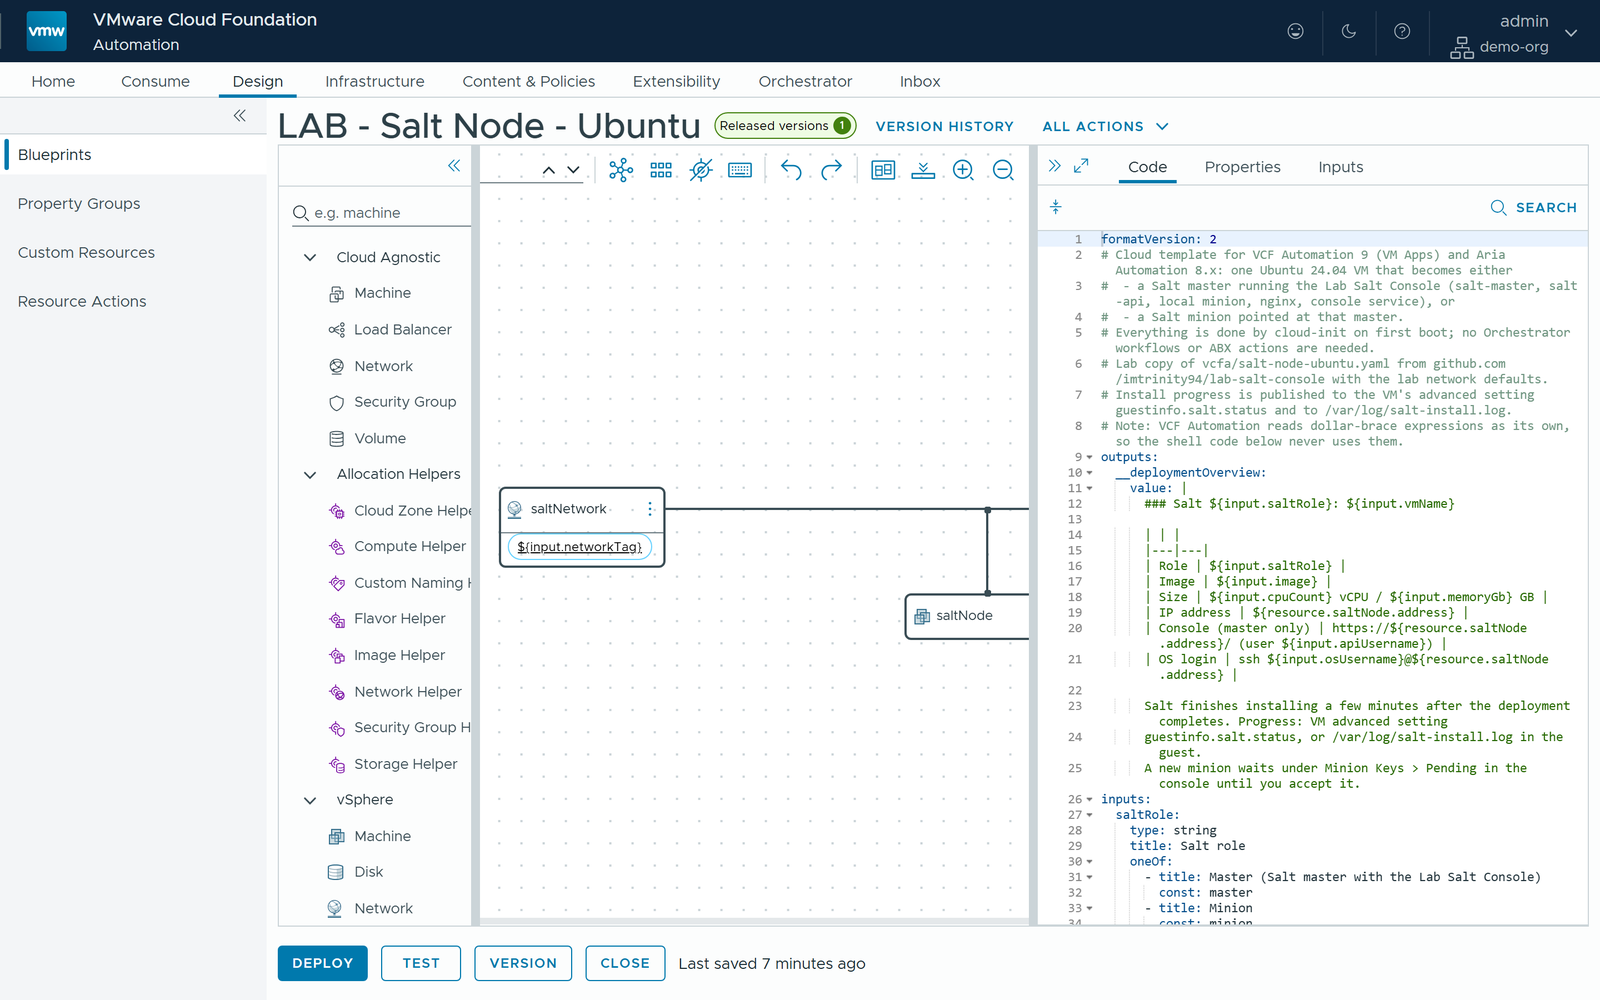 vmw
VMware Cloud Foundation
Automation
admin
demo-org
Home
Consume
Design
Infrastructure
Content & Policies
Extensibility
Orchestrator
Inbox
Blueprints
Property Groups
Custom Resources
Resource Actions
LAB - Salt Node - Ubuntu
Released versions 1
VERSION HISTORY
ALL ACTIONS
e.g. machine
Cloud Agnostic
Machine
Load Balancer
Network
Security Group
Volume
Allocation Helpers
Cloud Zone Helpe
Compute Helper
Custom Naming H
Flavor Helper
Image Helper
Network Helper
Security Group H
Storage Helper
vSphere
Machine
Disk
Network
saltNetwork
${input.networkTag}
saltNode
Code
Properties
Inputs
SEARCH
1 formatVersion: 2
2 # Cloud template for VCF Automation 9 (VM Apps) and Aria
Automation 8.x: one Ubuntu 24.04 VM that becomes either
3 #  - a Salt master running the Lab Salt Console (salt-master, salt
-api, local minion, nginx, console service), or
4 #  - a Salt minion pointed at that master.
5 # Everything is done by cloud-init on first boot; no Orchestrator
workflows or ABX actions are needed.
6 # Lab copy of vcfa/salt-node-ubuntu.yaml from github.com
/imtrinity94/lab-salt-console with the lab network defaults.
7 # Install progress is published to the VM's advanced setting
guestinfo.salt.status and to /var/log/salt-install.log.
8 # Note: VCF Automation reads dollar-brace expressions as its own,
so the shell code below never uses them.
9 outputs:
10 __deploymentOverview:
11 value: |
12 ### Salt ${input.saltRole}: ${input.vmName}
13
14 | | |
15 |---|---|
16 | Role | ${input.saltRole} |
17 | Image | ${input.image} |
18 | Size | ${input.cpuCount} vCPU / ${input.memoryGb} GB |
19 | IP address | ${resource.saltNode.address} |
20 | Console (master only) | https://${resource.saltNode
.address}/ (user ${input.apiUsername}) |
21 | OS login | ssh ${input.osUsername}@${resource.saltNode
.address} |
22
23 Salt finishes installing a few minutes after the deployment
completes. Progress: VM advanced setting
24 guestinfo.salt.status, or /var/log/salt-install.log in the
guest.
25 A new minion waits under Minion Keys > Pending in the
console until you accept it.
26 inputs:
27 saltRole:
28 type: string
29 title: Salt role
30 oneOf:
31 - title: Master (Salt master with the Lab Salt Console)
32 const: master
33 - title: Minion
34 const: minion
DEPLOY
TEST
VERSION
CLOSE
Last saved 7 minutes ago